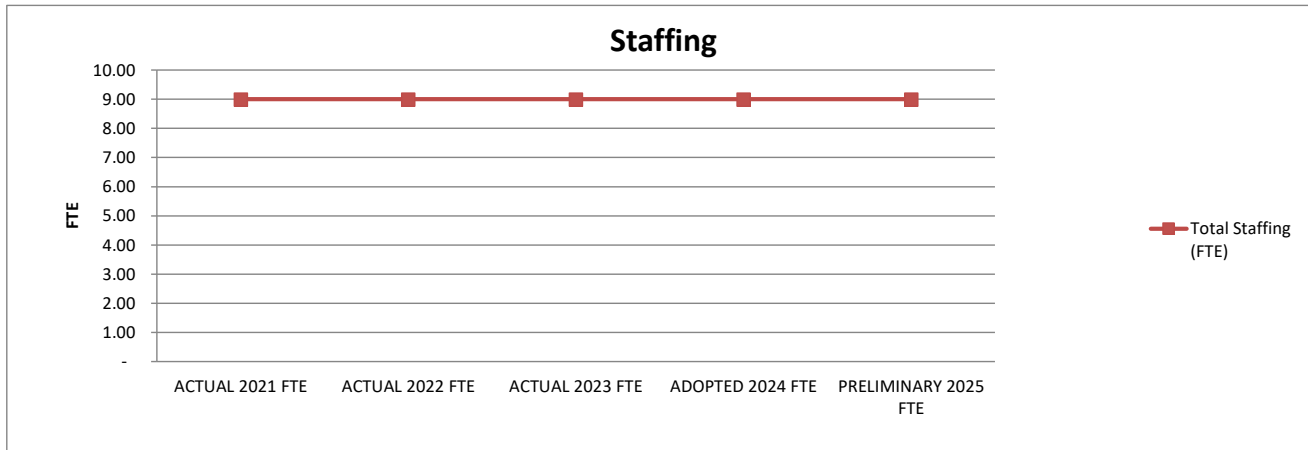 Staffing
10.00
9.00
8.00
7.00
6.00
5.00
4.00
3.00
2.00
1.00
-
FTE
ACTUAL 2021 FTE
ACTUAL 2022 FTE
ACTUAL 2023 FTE
ADOPTED 2024 FTE
PRELIMINARY 2025
FTE
Total Staffing
(FTE)